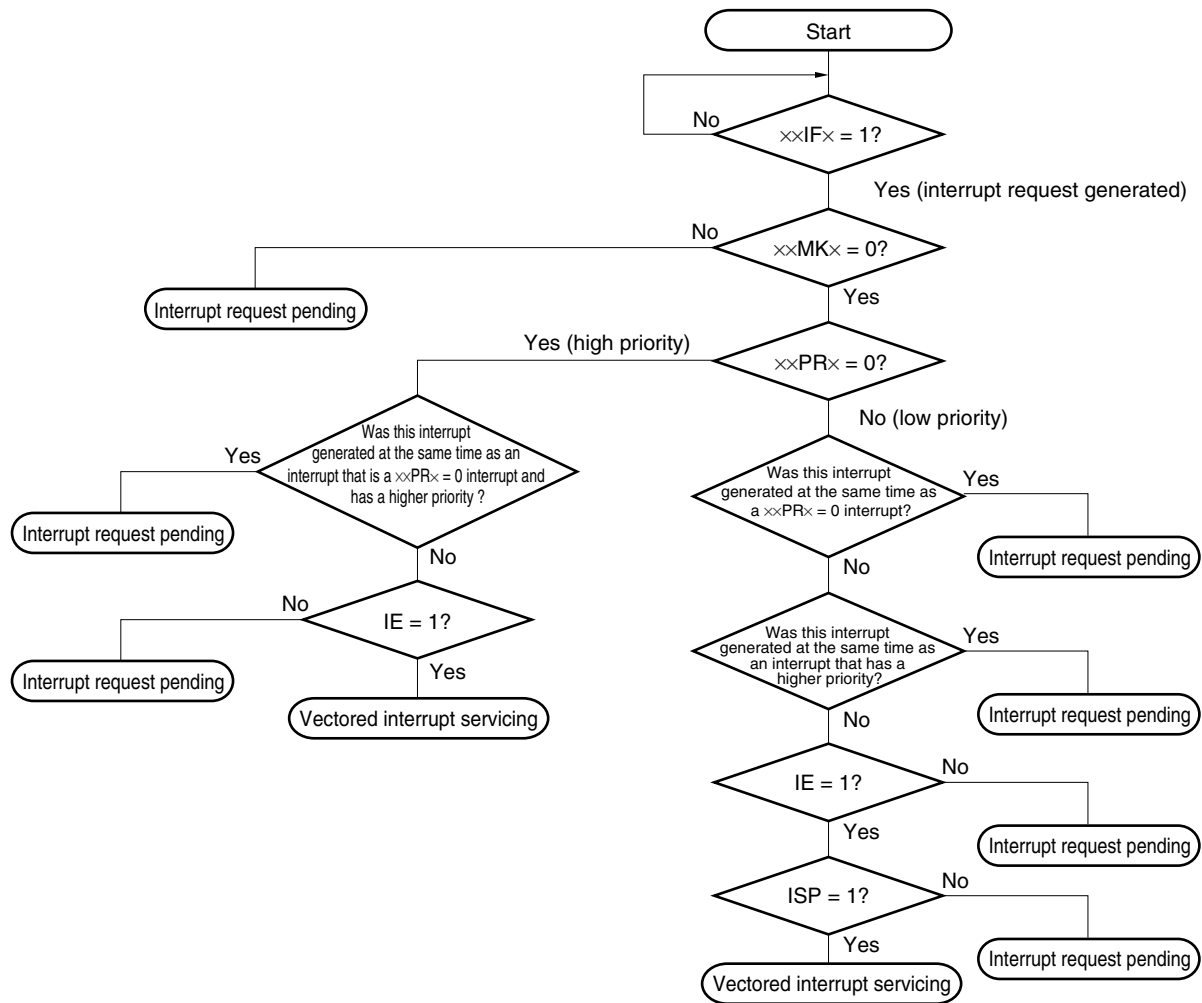 Start
No
××IF× = 1?
Yes (interrupt request generated)
No
××MK× = 0?
Interrupt request pending
Yes
Yes (high priority)
××PR× = 0?
No (low priority)
Was this interrupt
generated at the same time as an
interrupt that is a ××PR× = 0 interrupt and
has a higher priority ?
Yes
Interrupt request pending
No
Was this interrupt
generated at the same time as
a ××PR× = 0 interrupt?
Yes
Interrupt request pending
No
No
IE = 1?
Interrupt request pending
Yes
Vectored interrupt servicing
Was this interrupt
generated at the same time as
an interrupt that has a
higher priority?
Yes
Interrupt request pending
No
IE = 1?
No
Interrupt request pending
Yes
ISP = 1?
No
Interrupt request pending
Yes
Vectored interrupt servicing